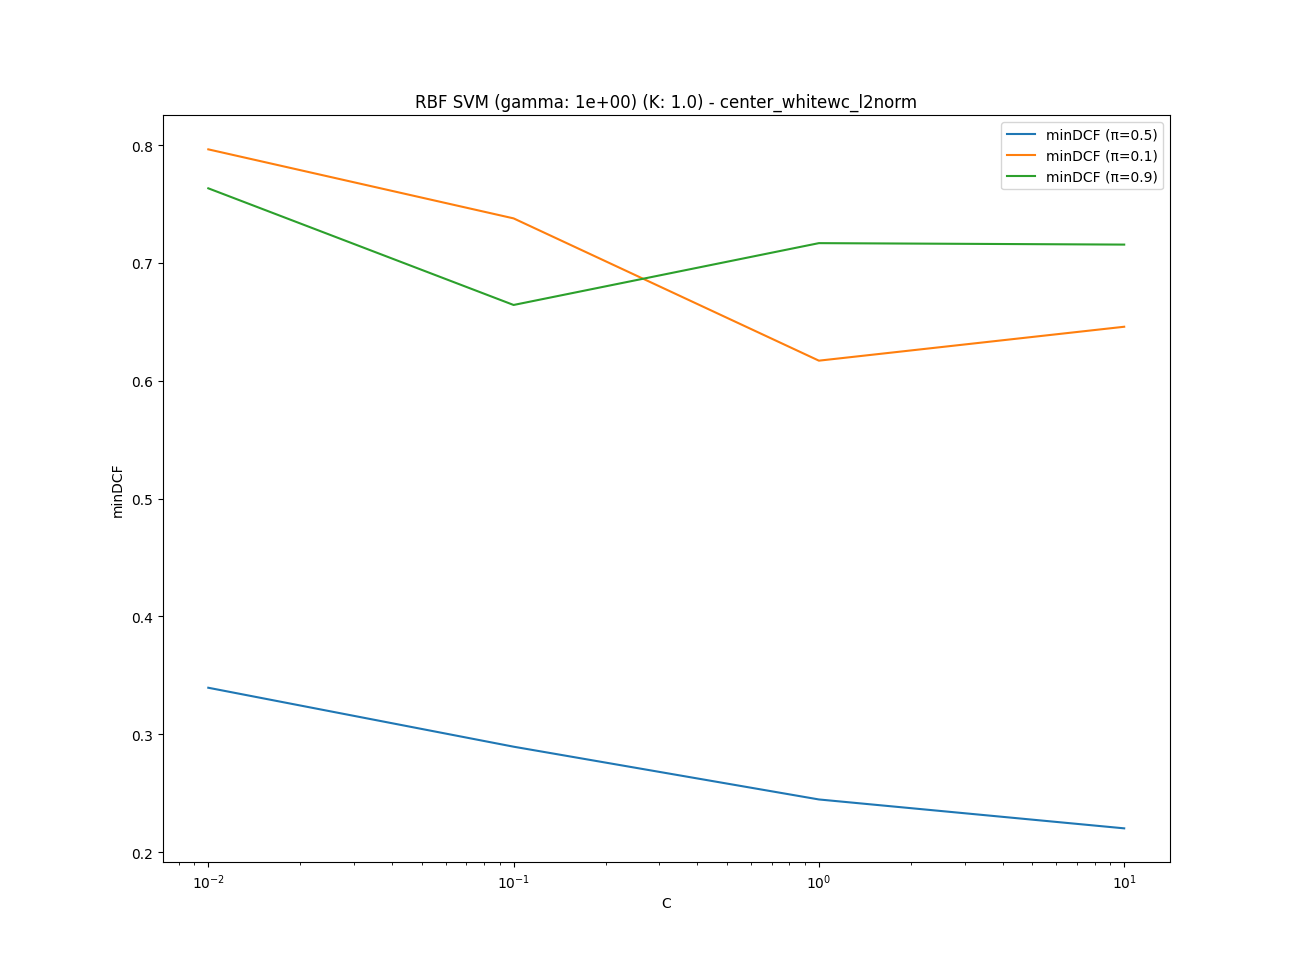 RBF SVM (gamma: 1e+00) (K: 1.0) - center_whitewc_l2norm
minDCF (π=0.5)
minDCF (π=0.1)
minDCF (π=0.9)
0.8
0.7
0.6
0.5
0.4
0.3
0.2
minDCF
10⁻²
10⁻¹
10⁰
10¹
C